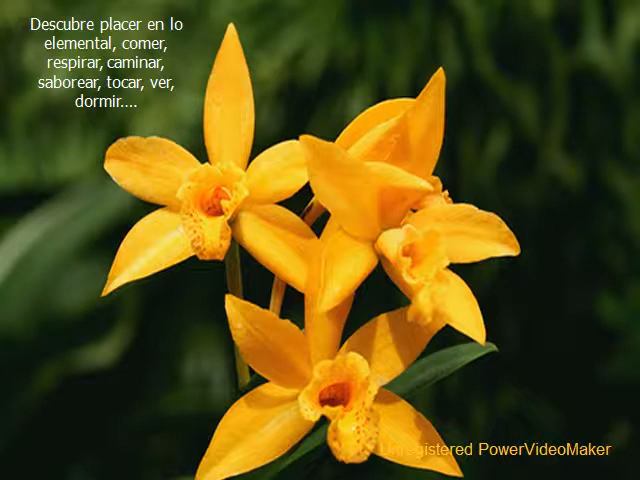 Descubre placer en lo
elemental, comer,
respirar, caminar,
saborear, tocar, ver,
dormir....
Unregistered PowerVideoMaker